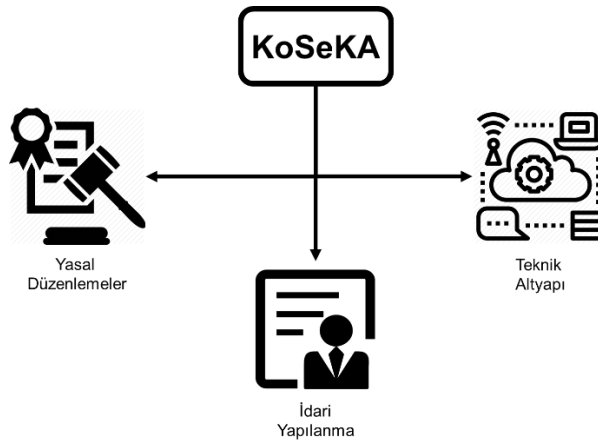 KoSeKA
Yasal
Düzenlemeler
Teknik
Altyapı
İdari
Yapılanma